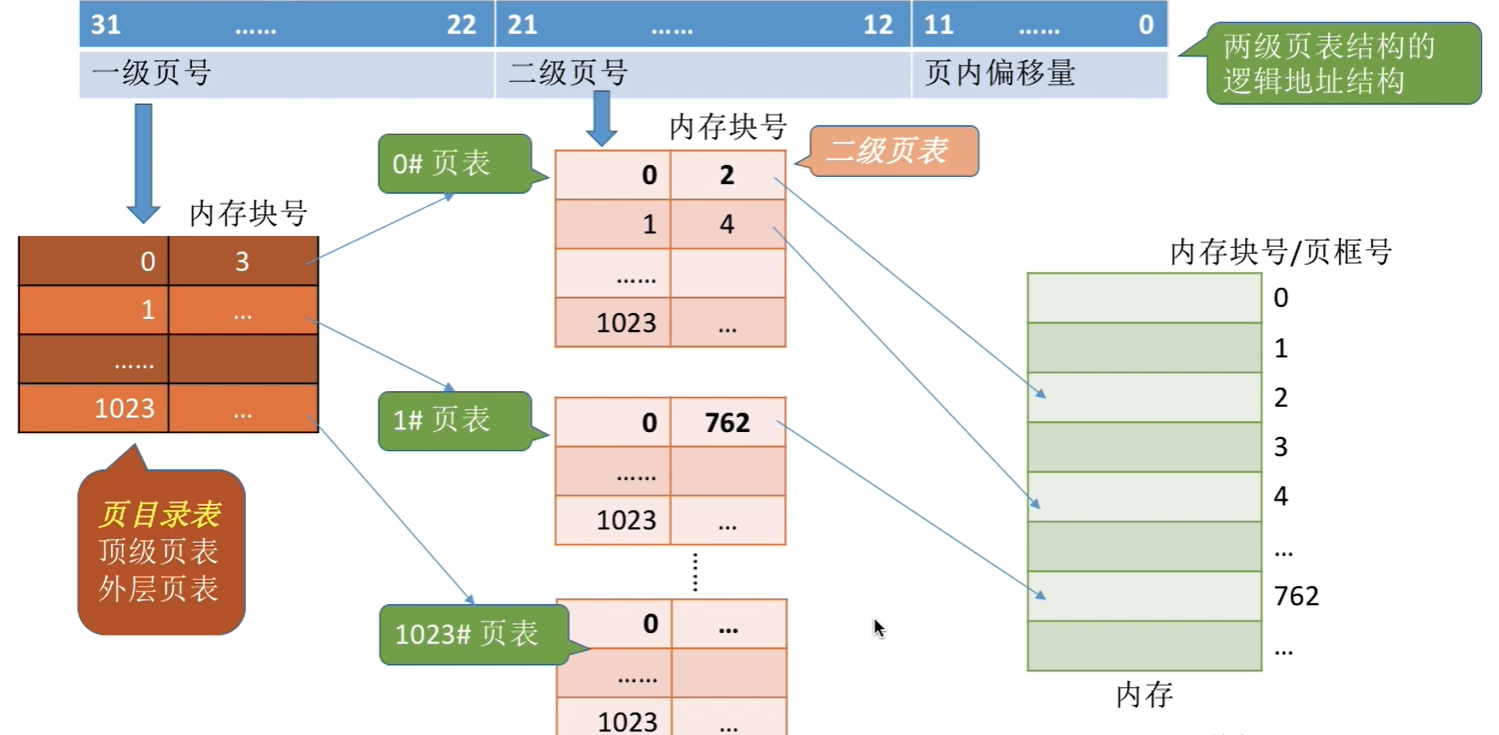 31 …… 22 21 …… 12 11 …… 0
一级页号 二级页号 页内偏移量
两级页表结构的
逻辑地址结构
内存块号
0 3
1 ...
……
1023 ...
页目录表
顶级页表
外层页表
内存块号
二级页表
0# 页表
0 2
1 4
……
1023 ...
1# 页表
0 762
……
1023 ...
1023# 页表
0 ...
……
1023 ...
内存块号/页框号
0
1
2
3
4
...
762
...
内存